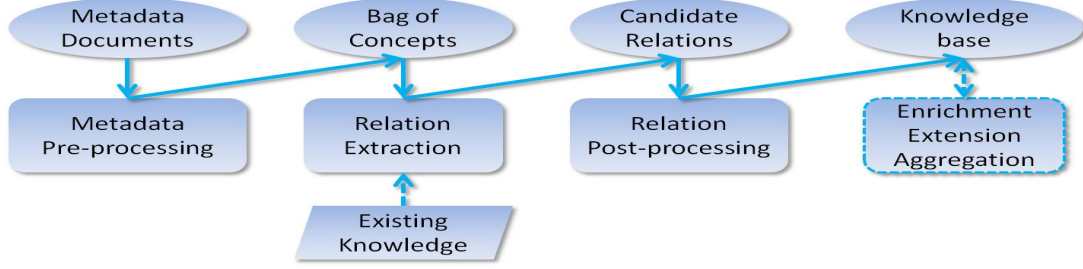 Metadata
Documents
Bag of
Concepts
Candidate
Relations
Knowledge
base
Metadata
Pre-processing
Relation
Extraction
Relation
Post-processing
Enrichment
Extension
Aggregation
Existing
Knowledge